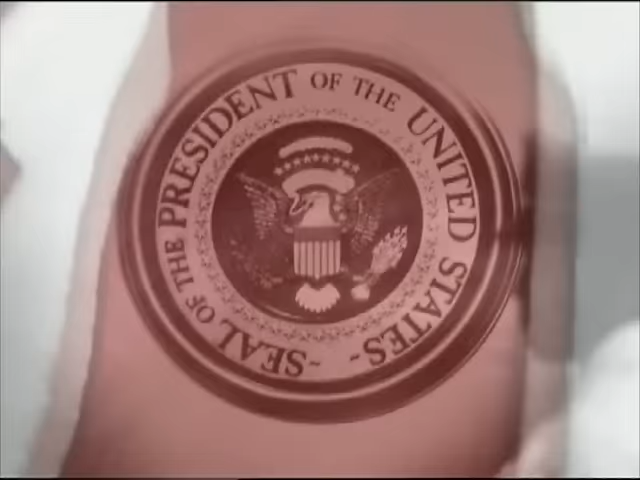 SEAL OF THE PRESIDENT OF THE UNITED STATES